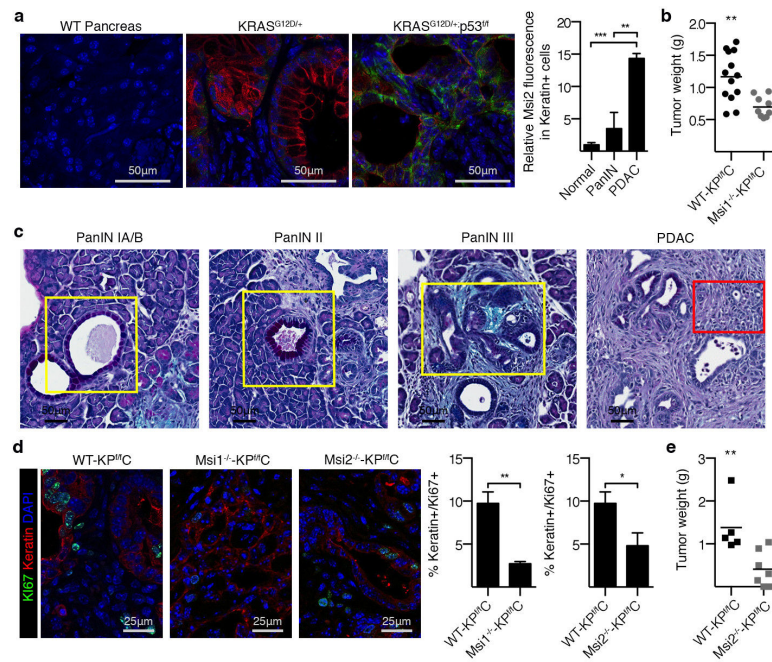 a
WT Pancreas
KRASG12D/+
KRASG12D/+;p53f/f
50μm
50μm
50μm
Relative Msi2 fluorescence
in Keratin+ cells
20
15
10
5
0
***
**
Normal
PanIN
PDAC
b
Tumor weight (g)
2.0
1.5
1.0
0.5
**
WT-KPf/fC
Msi1-/--KPf/fC
c
PanIN IA/B
PanIN II
PanIN III
PDAC
50μm
50μm
50μm
50μm
d
KI67 Keratin DAPI
WT-KPf/fC
Msi1-/--KPf/fC
Msi2-/--KPf/fC
25μm
25μm
25μm
% Keratin+/Ki67+
15
10
5
**
WT-KPf/fC
Msi1-/--KPf/fC
% Keratin+/Ki67+
15
10
5
*
WT-KPf/fC
Msi2-/--KPf/fC
e
Tumor weight (g)
3
2
1
**
WT-KPf/fC
Msi2-/--KPf/fC